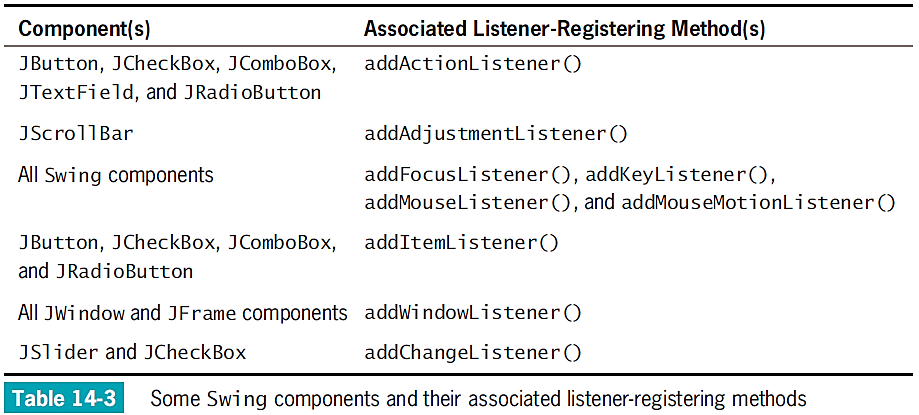 Component(s) Associated Listener-Registering Method(s)
JButton, JCheckBox, JComboBox, addActionListener()
JTextField, and JRadioButton
JScrollBar addAdjustmentListener()
All Swing components addFocusListener(), addKeyListener(),
addMouseListener(), and addMouseMotionListener()
JButton, JCheckBox, JComboBox, addItemListener()
and JRadioButton
All JWindow and JFrame components addWindowListener()
JSlider and JCheckBox addChangeListener()
Table 14-3 Some Swing components and their associated listener-registering methods